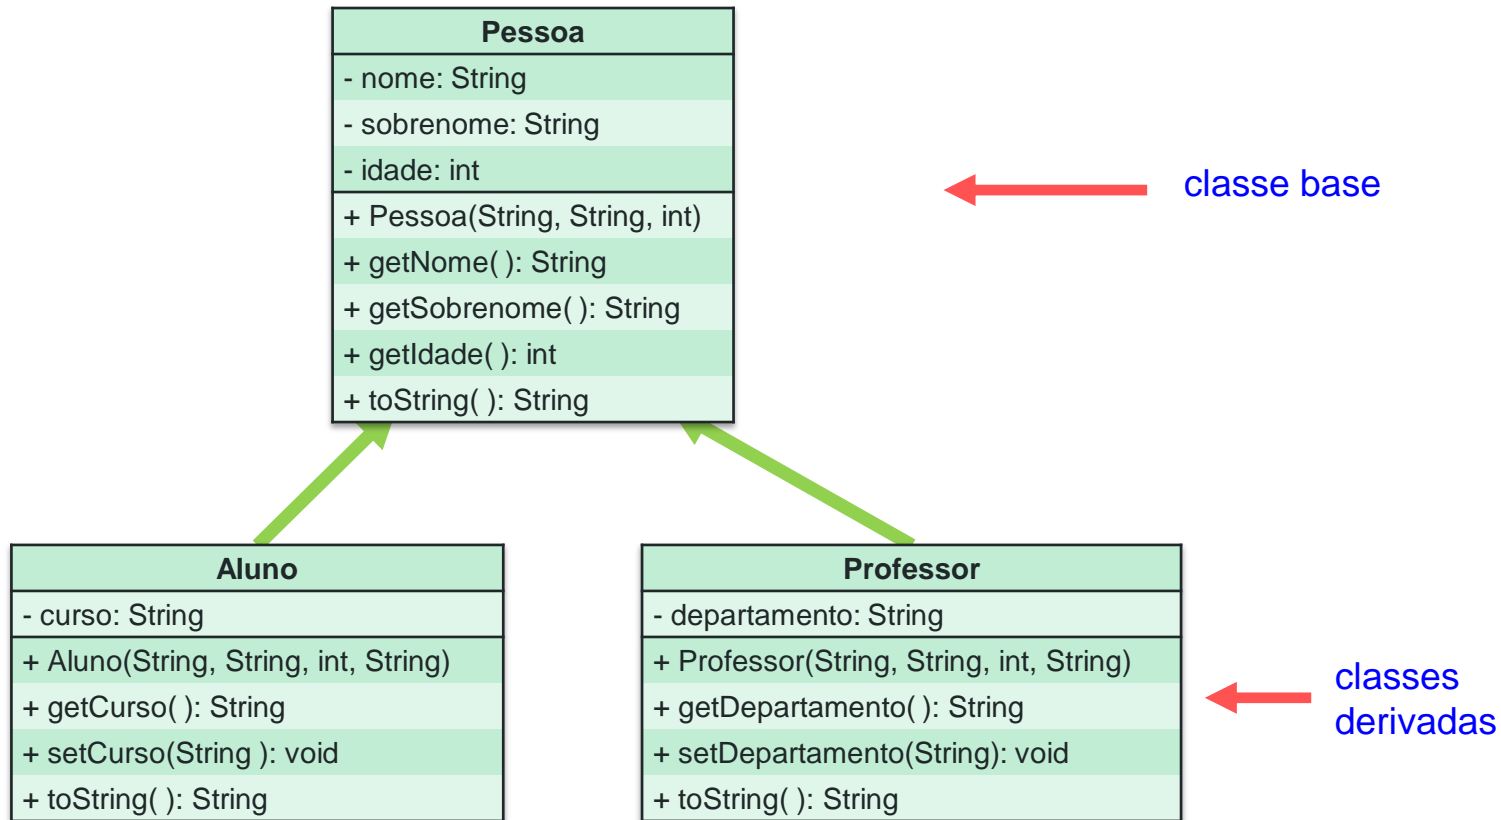 Pessoa
- nome: String
- sobrenome: String
- idade: int
+ Pessoa(String, String, int)
+ getNome( ): String
+ getSobrenome( ): String
+ getIdade( ): int
+ toString( ): String
classe base
Aluno
- curso: String
+ Aluno(String, String, int, String)
+ getCurso( ): String
+ setCurso(String ): void
+ toString( ): String
Professor
- departamento: String
+ Professor(String, String, int, String)
+ getDepartamento( ): String
+ setDepartamento(String): void
+ toString( ): String
classes
derivadas